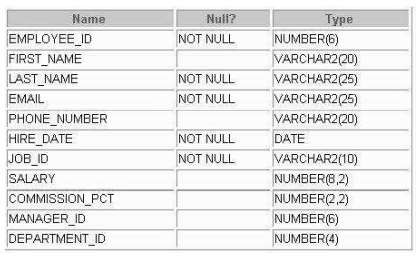 Name Null? Type
EMPLOYEE_ID NOT NULL NUMBER(6)
FIRST_NAME VARCHAR2(20)
LAST_NAME NOT NULL VARCHAR2(25)
EMAIL NOT NULL VARCHAR2(25)
PHONE_NUMBER VARCHAR2(20)
HIRE_DATE NOT NULL DATE
JOB_ID NOT NULL VARCHAR2(10)
SALARY NUMBER(8,2)
COMMISSION_PCT NUMBER(2,2)
MANAGER_ID NUMBER(6)
DEPARTMENT_ID NUMBER(4)